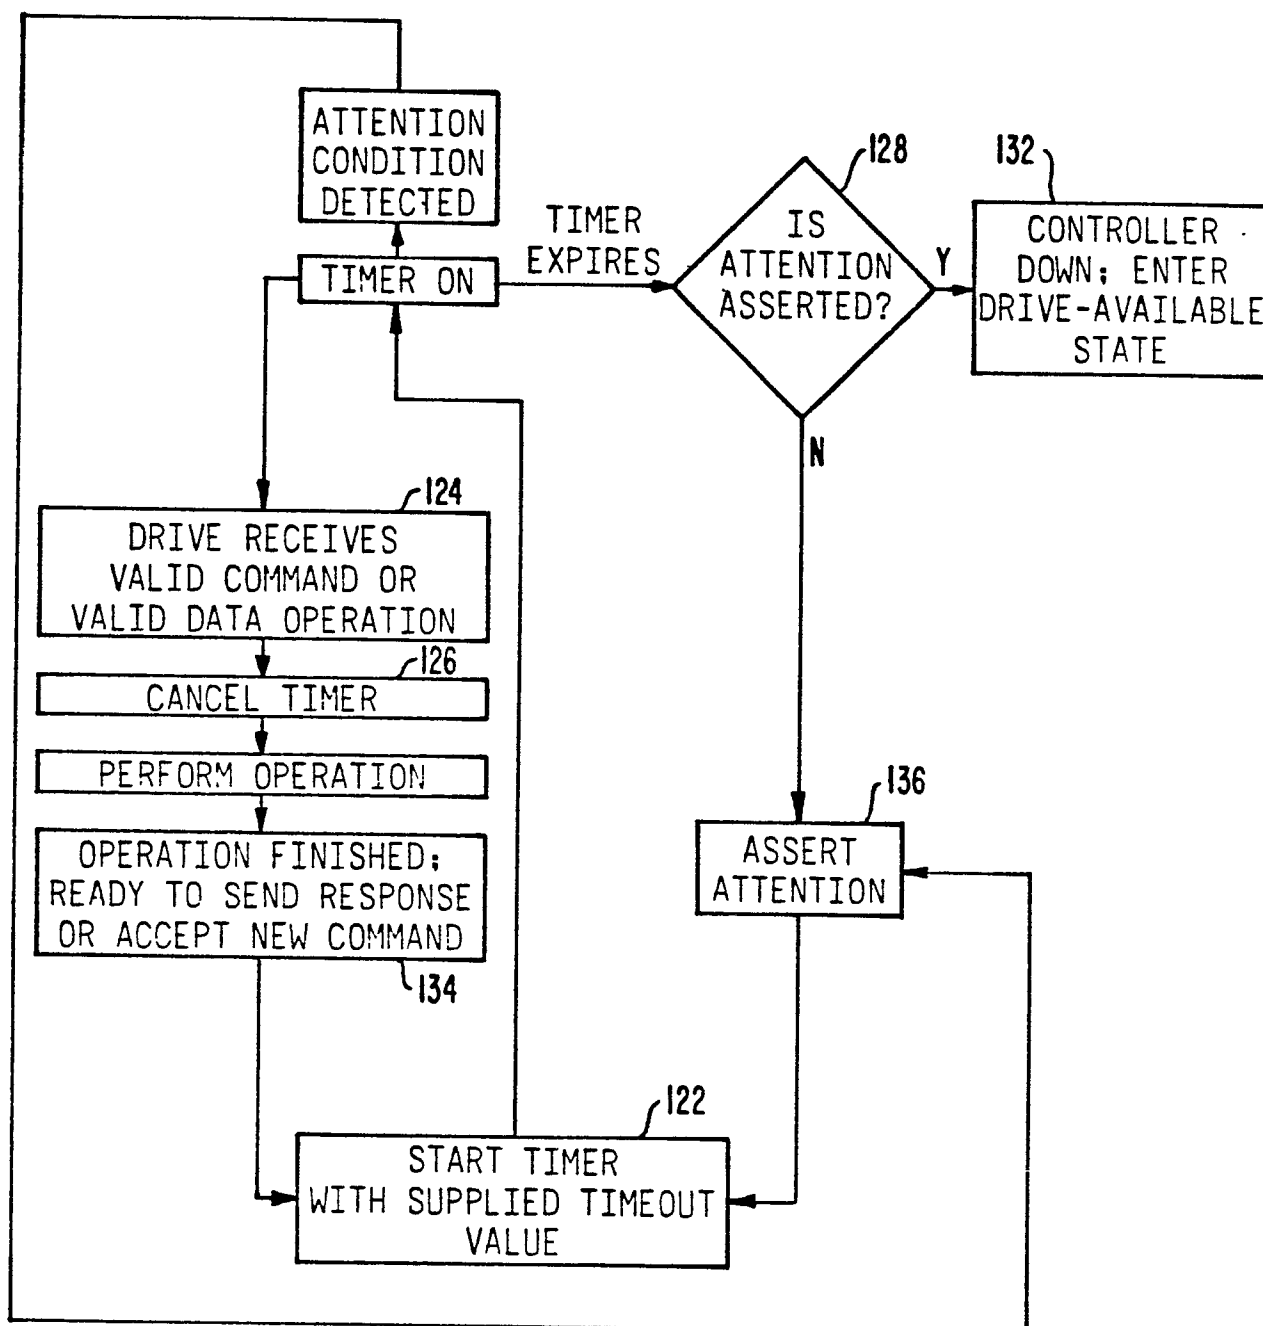 ATTENTION
CONDITION
DETECTED
TIMER ON
TIMER
EXPIRES
128
IS
ATTENTION
ASSERTED?
Y
N
132
CONTROLLER
DOWN; ENTER
DRIVE-AVAILABLE
STATE
124
DRIVE RECEIVES
VALID COMMAND OR
VALID DATA OPERATION
126
CANCEL TIMER
PERFORM OPERATION
OPERATION FINISHED;
READY TO SEND RESPONSE
OR ACCEPT NEW COMMAND
134
136
ASSERT
ATTENTION
122
START TIMER
WITH SUPPLIED TIMEOUT
VALUE